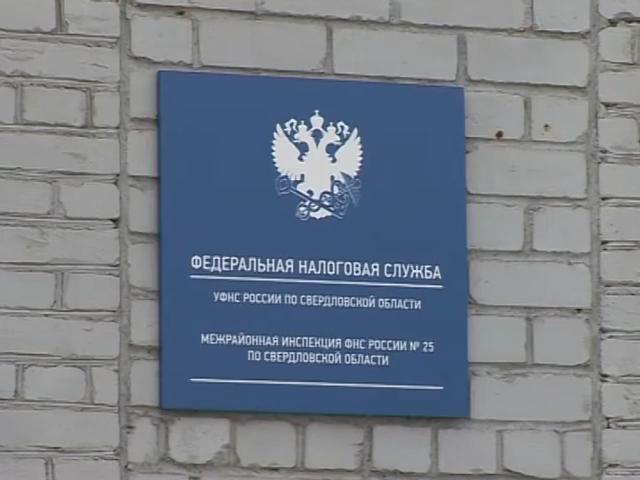 ФЕДЕРАЛЬНАЯ НАЛОГОВАЯ СЛУЖБА
УФНС РОССИИ ПО СВЕРДЛОВСКОЙ ОБЛАСТИ
МЕЖРАЙОННАЯ ИНСПЕКЦИЯ ФНС РОССИИ № 25
ПО СВЕРДЛОВСКОЙ ОБЛАСТИ